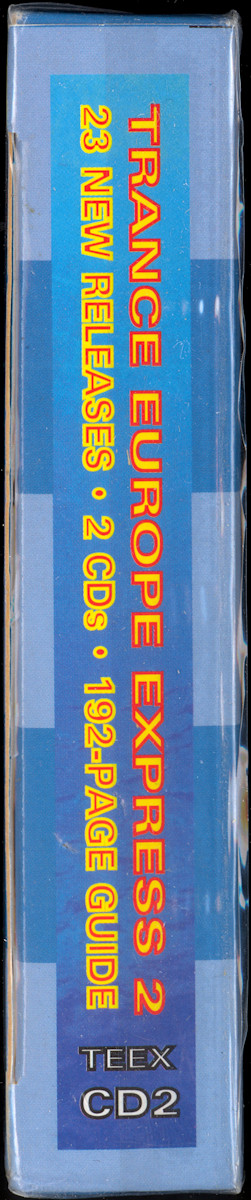 TRANCE EUROPE EXPRESS 2
23 NEW RELEASES · 2 CDs · 192-PAGE GUIDE
TEEX
CD2